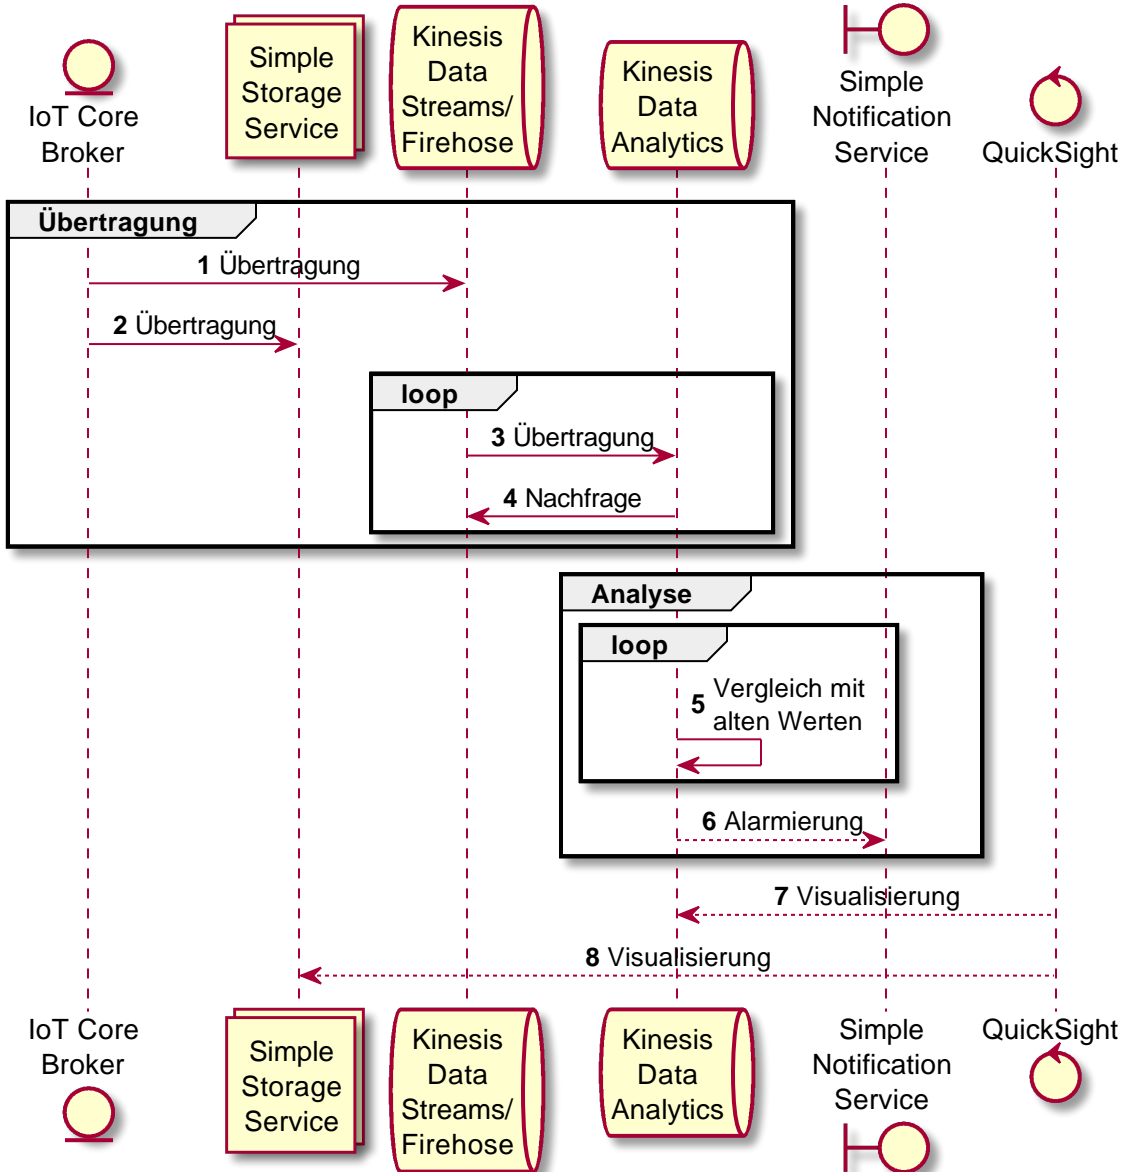 IoT Core
Broker
Simple
Storage
Service
Kinesis
Data
Streams/
Firehose
Kinesis
Data
Analytics
Simple
Notification
Service
QuickSight
Übertragung
1 Übertragung
2 Übertragung
loop
3 Übertragung
4 Nachfrage
Analyse
loop
5 Vergleich mit
alten Werten
6 Alarmierung
7 Visualisierung
8 Visualisierung
IoT Core
Broker
Simple
Storage
Service
Kinesis
Data
Streams/
Firehose
Kinesis
Data
Analytics
Simple
Notification
Service
QuickSight